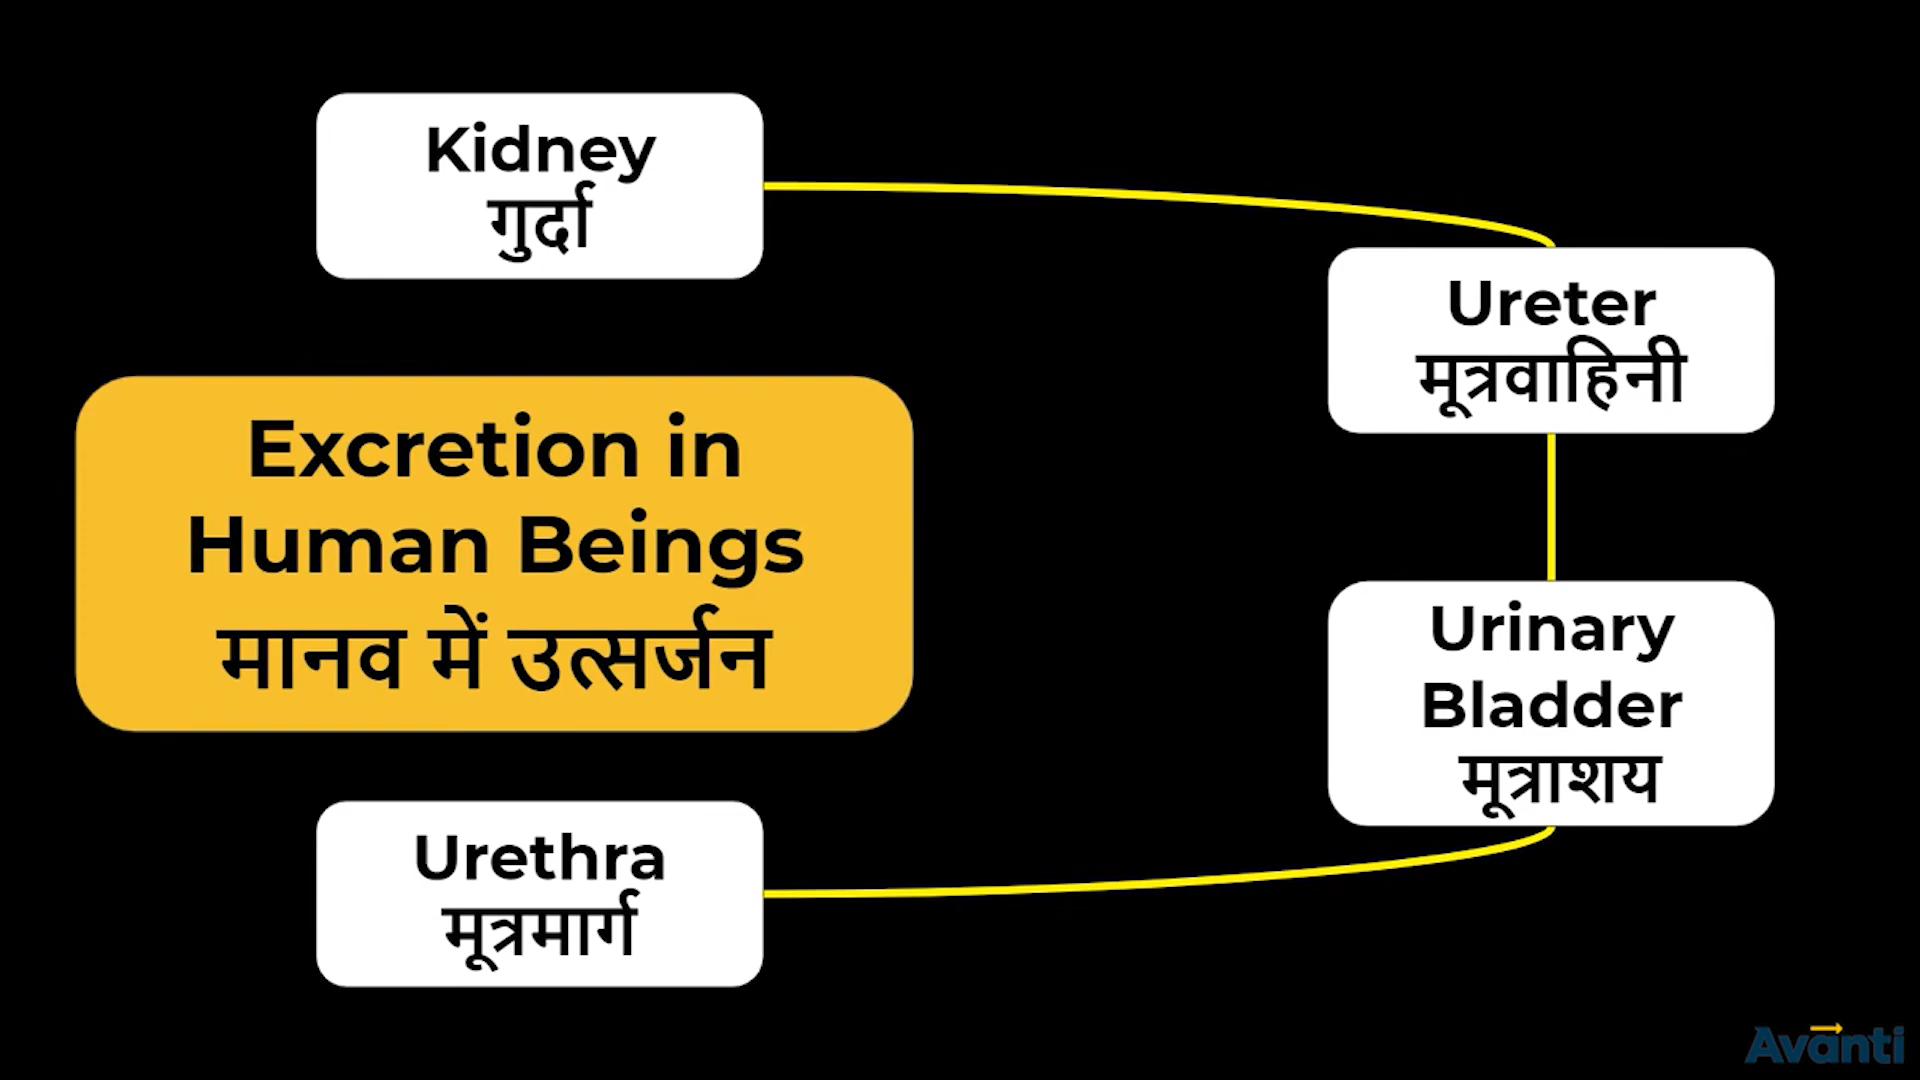 Kidney
गुर्दा
Ureter
मूत्रवाहिनी
Excretion in
Human Beings
मानव में उत्सर्जन
Urinary
Bladder
मूत्राशय
Urethra
मूत्रमार्ग
Avanti